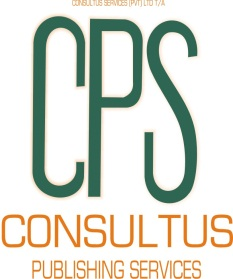 CONSULTUS SERVICES (PVT) LTD T/A
CPS
CONSULTUS
PUBLISHING SERVICES